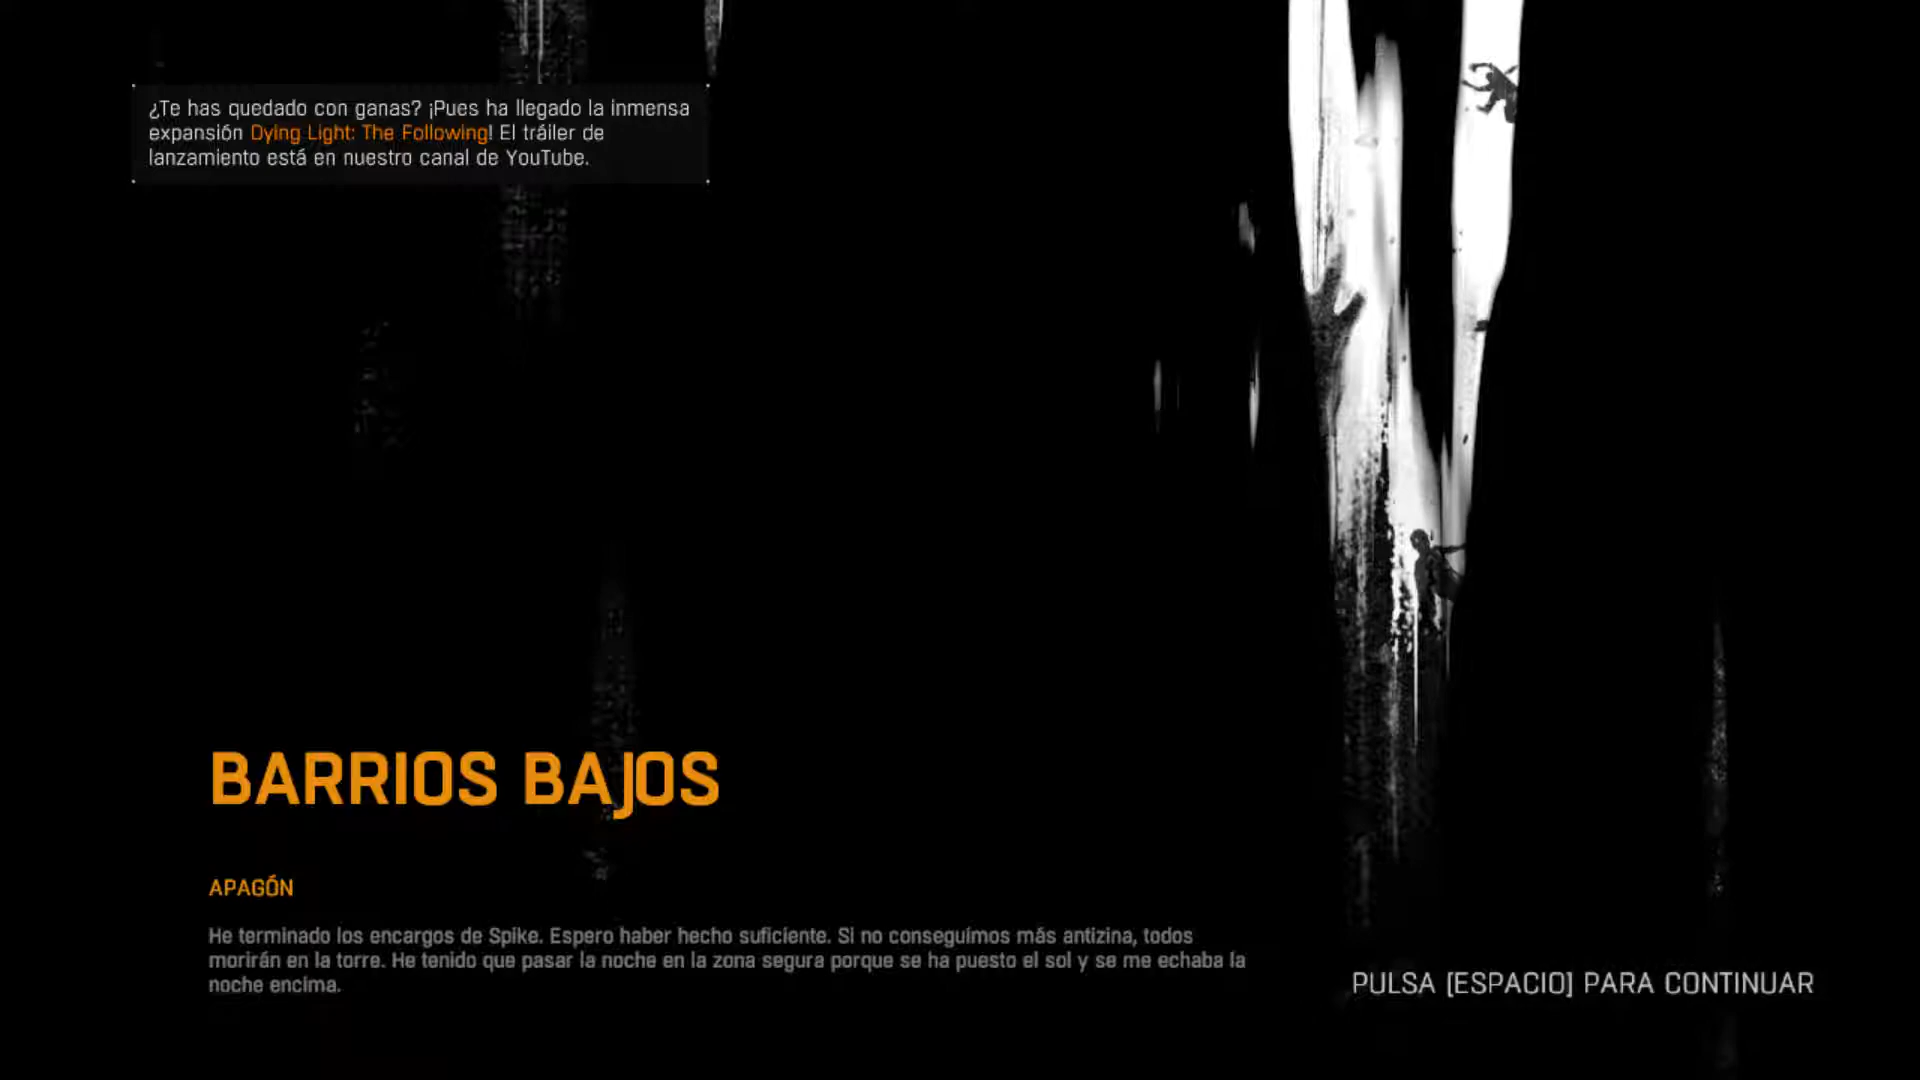 ¿Te has quedado con ganas? ¡Pues ha llegado la inmensa
expansión Dying Light: The Following! El tráiler de
lanzamiento está en nuestro canal de YouTube.
BARRIOS BAJOS
APAGÓN
He terminado los encargos de Spike. Espero haber hecho suficiente. Si no conseguimos más antizina, todos
morirán en la torre. He tenido que pasar la noche en la zona segura porque se ha puesto el sol y se me echaba la
noche encima.
PULSA [ESPACIO] PARA CONTINUAR